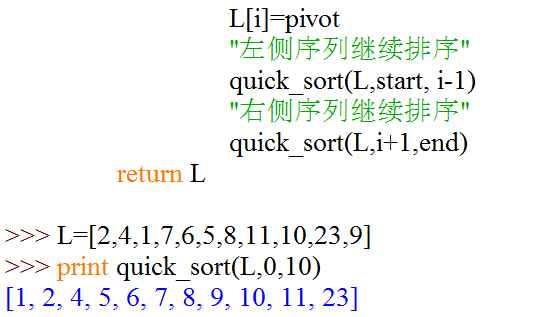 L[i]=pivot
"左侧序列继续排序"
quick_sort(L,start, i-1)
"右侧序列继续排序"
quick_sort(L,i+1,end)
return L
>>> L=[2,4,1,7,6,5,8,11,10,23,9]
>>> print quick_sort(L,0,10)
[1, 2, 4, 5, 6, 7, 8, 9, 10, 11, 23]